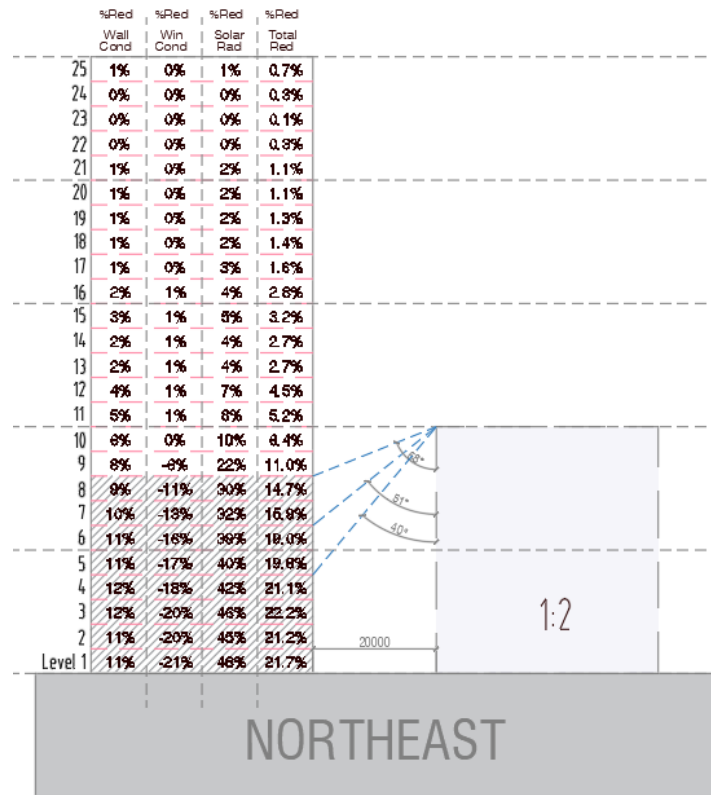 %Red %Red %Red %Red
Wall Cond Win Cond Solar Rad Total Red
25 1% 0% 1% 0.7%
24 0% 0% 0% 0.3%
23 0% 0% 0% 0.1%
22 0% 0% 0% 0.3%
21 1% 0% 2% 1.1%
20 1% 0% 2% 1.1%
19 1% 0% 2% 1.3%
18 1% 0% 2% 1.4%
17 1% 0% 3% 1.6%
16 2% 1% 4% 2.8%
15 3% 1% 5% 3.2%
14 2% 1% 4% 2.7%
13 2% 1% 4% 2.7%
12 4% 1% 7% 4.5%
11 5% 1% 8% 5.2%
10 6% 0% 10% 6.4%
9 8% -6% 22% 11.0%
8 9% -11% 30% 14.7%
7 10% -13% 32%
6 11% -16% 19.0%
5 11% -17% 40% 19.8%
4 12% -18% 42% 21.1%
3 12% -20% 46% 22.2%
2 11% -20% 45% 21.2%
Level 1 11% -21% 21.7%
51°
40°
20000
1:2
NORTHEAST